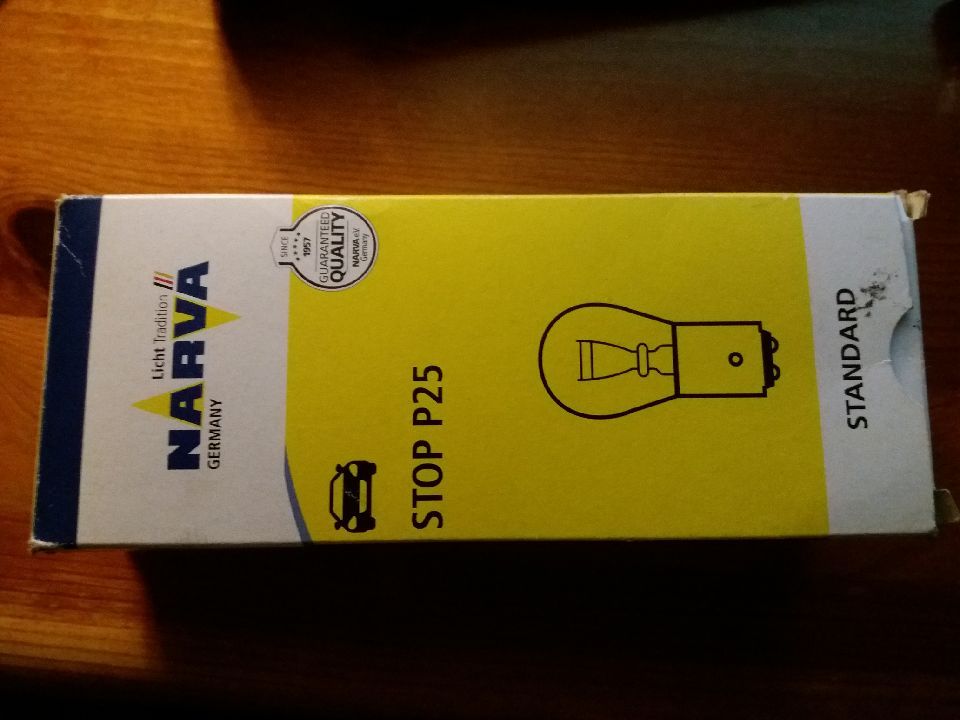 Licht Tradition
NARVA
GERMANY
SINCE
1957
GUARANTEED
QUALITY
NARVA e.V.
Germany
STOP P25
STANDARD